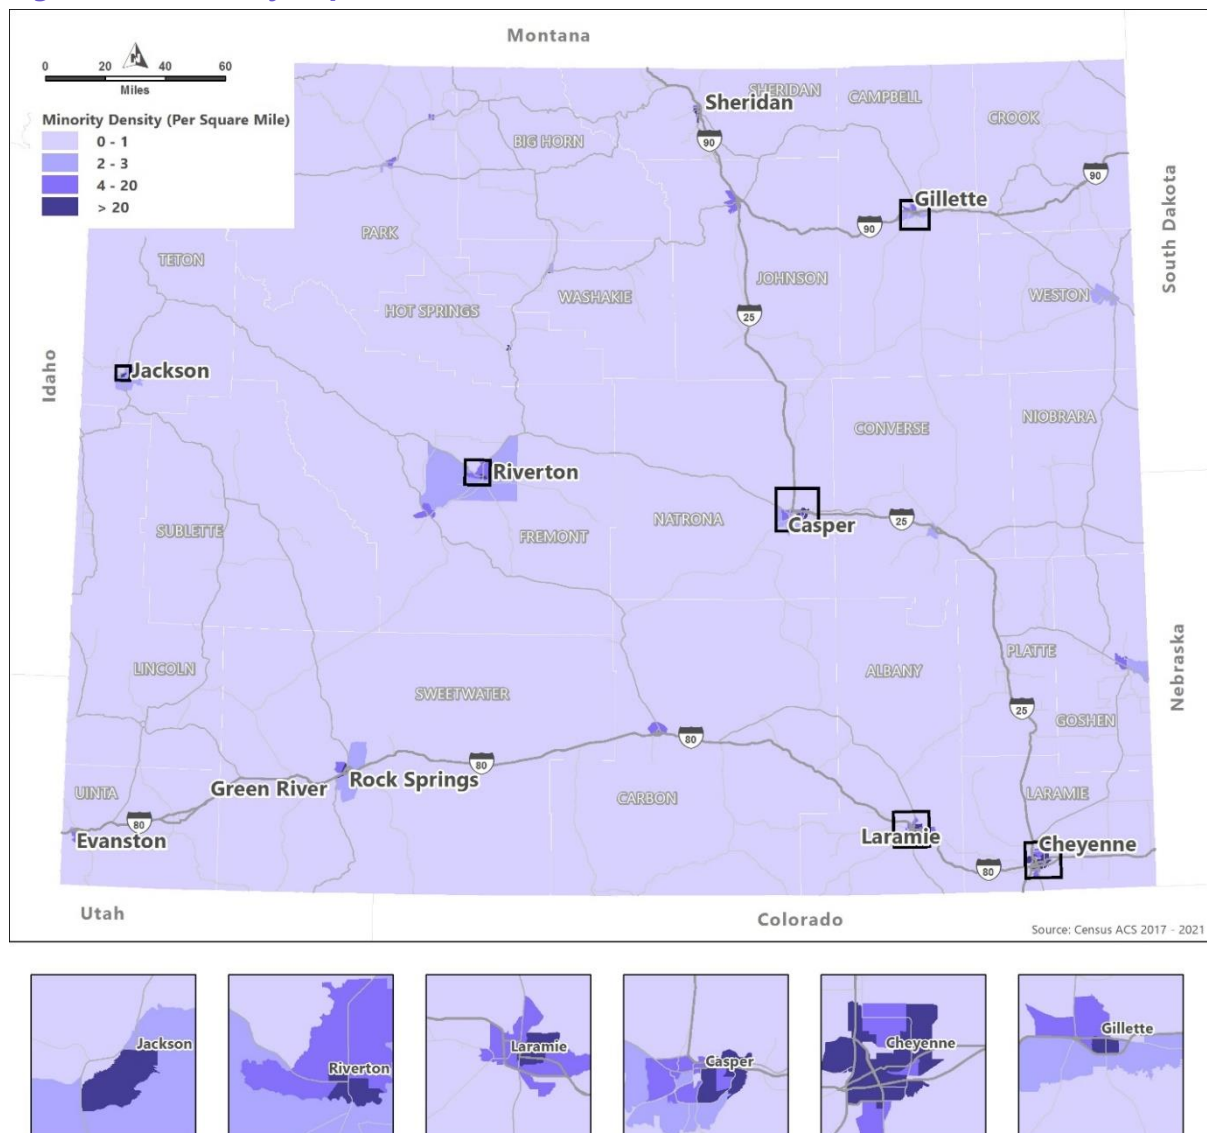 Montana
N
0 20 40 60
Miles
Minority Density (Per Square Mile)
0 - 1
2 - 3
4 - 20
> 20
Sheridan
SHERIDAN
CAMPBELL
CROOK
BIG HORN
90
90
Gillette
90
PARK
TETON
South Dakota
JOHNSON
HOT SPRINGS
WASHAKIE
WESTON
25
Idaho
Jackson
NIOBRARA
CONVERSE
Riverton
NATRONA
Casper
25
SUBLETTE
FREMONT
LINCOLN
SWEETWATER
ALBANY
PLATTE
Nebraska
25
GOSHEN
80
80
Rock Springs
Green River
UINTA
CARBON
LARAMIE
80
Evanston
Laramie
Cheyenne
80
Utah
Colorado
Source: Census ACS 2017 - 2021
Jackson
Riverton
Laramie
Casper
Cheyenne
Gillette